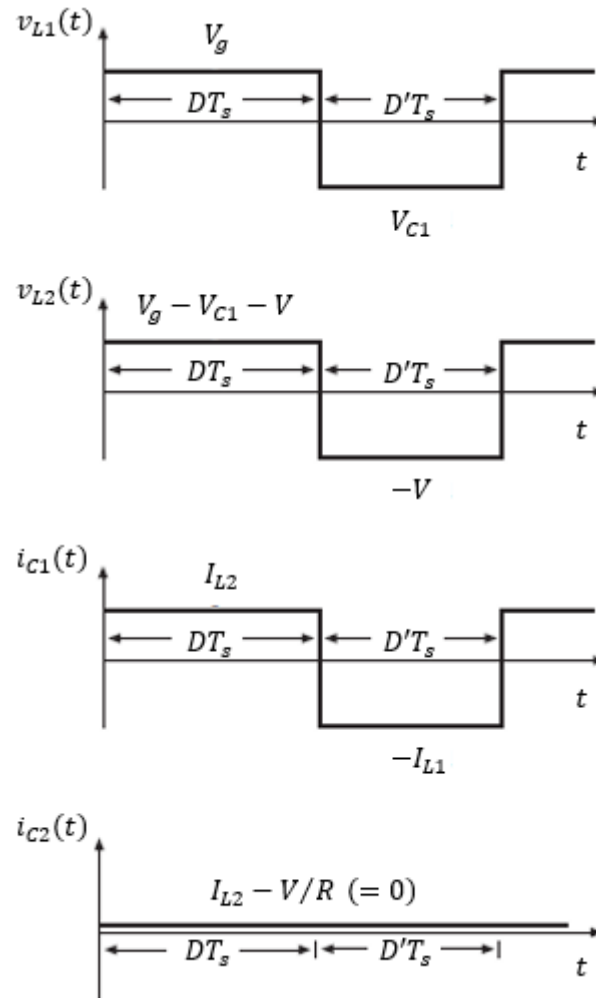 v_{L1}(t)
V_g
DT_s D'T_s
t
V_{C1}
v_{L2}(t)
V_g − V_{C1} − V
DT_s D'T_s
t
−V
i_{C1}(t)
I_{L2}
DT_s D'T_s
t
−I_{L1}
i_{C2}(t)
I_{L2} − V/R (= 0)
DT_s D'T_s
t